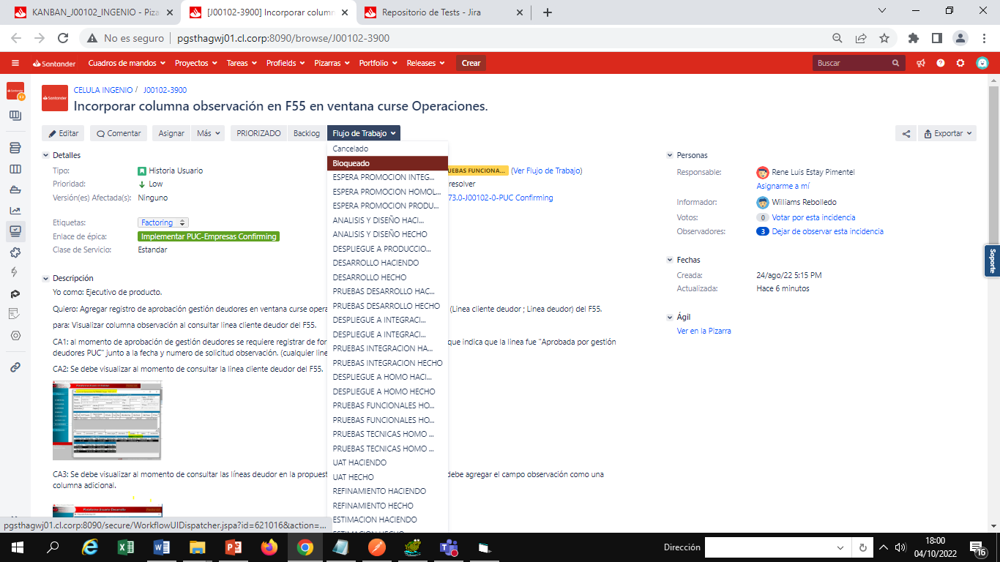 KANBAN_J00102_INGENIO - Piza
[J00102-3900] Incorporar column
Repositorio de Tests - Jira
No es seguro
pgsthagwj01.cl.corp:8090/browse/J00102-3900
Santander
Cuadros de mandos
Proyectos
Tareas
Profields
Pizarras
Portfolio
Releases
Crear
Buscar
CELULA INGENIO / J00102-3900
Incorporar columna observación en F55 en ventana curse Operaciones.
Editar
Comentar
Asignar
Más
PRIORIZADO
Backlog
Flujo de Trabajo
Exportar
Cancelado
Bloqueado
ESPERA PROMOCION INTEG...
ESPERA PROMOCION HOMOL...
ESPERA PROMOCION PRODU...
ANALISIS Y DISEÑO HACI...
ANALISIS Y DISEÑO HECHO
DESPLIEGUE A PRODUCCIO...
DESARROLLO HACIENDO
DESARROLLO HECHO
PRUEBAS DESARROLLO HAC...
PRUEBAS DESARROLLO HECHO
DESPLIEGUE A INTEGRACI...
DESPLIEGUE A INTEGRACI...
PRUEBAS INTEGRACION HA...
PRUEBAS INTEGRACION HECHO
DESPLIEGUE A HOMO HACI...
DESPLIEGUE A HOMO HECHO
PRUEBAS FUNCIONALES HO...
PRUEBAS FUNCIONALES HO...
PRUEBAS TECNICAS HOMO ...
PRUEBAS TECNICAS HOMO ...
UAT HACIENDO
UAT HECHO
REFINAMIENTO HACIENDO
REFINAMIENTO HECHO
ESTIMACION HACIENDO
Detalles
Tipo: Historia Usuario
UEBAS FUNCIONA... (Ver Flujo de Trabajo)
Prioridad: Low
resolver
Versión(es) Afectada(s): Ninguno
73.0-J00102-0-PUC Confirming
Etiquetas: Factoring
Enlace de épica: Implementar PUC-Empresas Confirming
Clase de Servicio: Estandar
Descripción
Yo como: Ejecutivo de producto.
Quiero: Agregar registro de aprobación gestión deudores en ventana curse opera (Linea cliente deudor ; Linea deudor) del F55.
para: Visualizar columna observación al consultar linea cliente deudor del F55.
CA1: al momento de aprobación de gestión deudores se requiere registrar de for que indica que la linea fue "Aprobada por gestión
deudores PUC" junto a la fecha y numero de solicitud observación. (cualquier line
CA2: Se debe visualizar al momento de consultar la linea cliente deudor del F55.
CA3: Se debe visualizar al momento de consultar las líneas deudor en la propuest debe agregar el campo observación como una
columna adicional.
Personas
Responsable: Rene Luis Estay Pimentel
Asignarme a mí
Informador: Williams Rebolledo
Votos: 0 Votar por esta incidencia
Observadores: 3 Dejar de observar esta incidencia
Fechas
Creada: 24/ago/22 5:15 PM
Actualizada: Hace 6 minutos
Ágil
Ver en la Pizarra
Soporte
pgsthagwj01.cl.corp:8090/secure/WorkflowUIDispatcher.jspa?id=621016&action=...
Dirección
18:00
04/10/2022
16